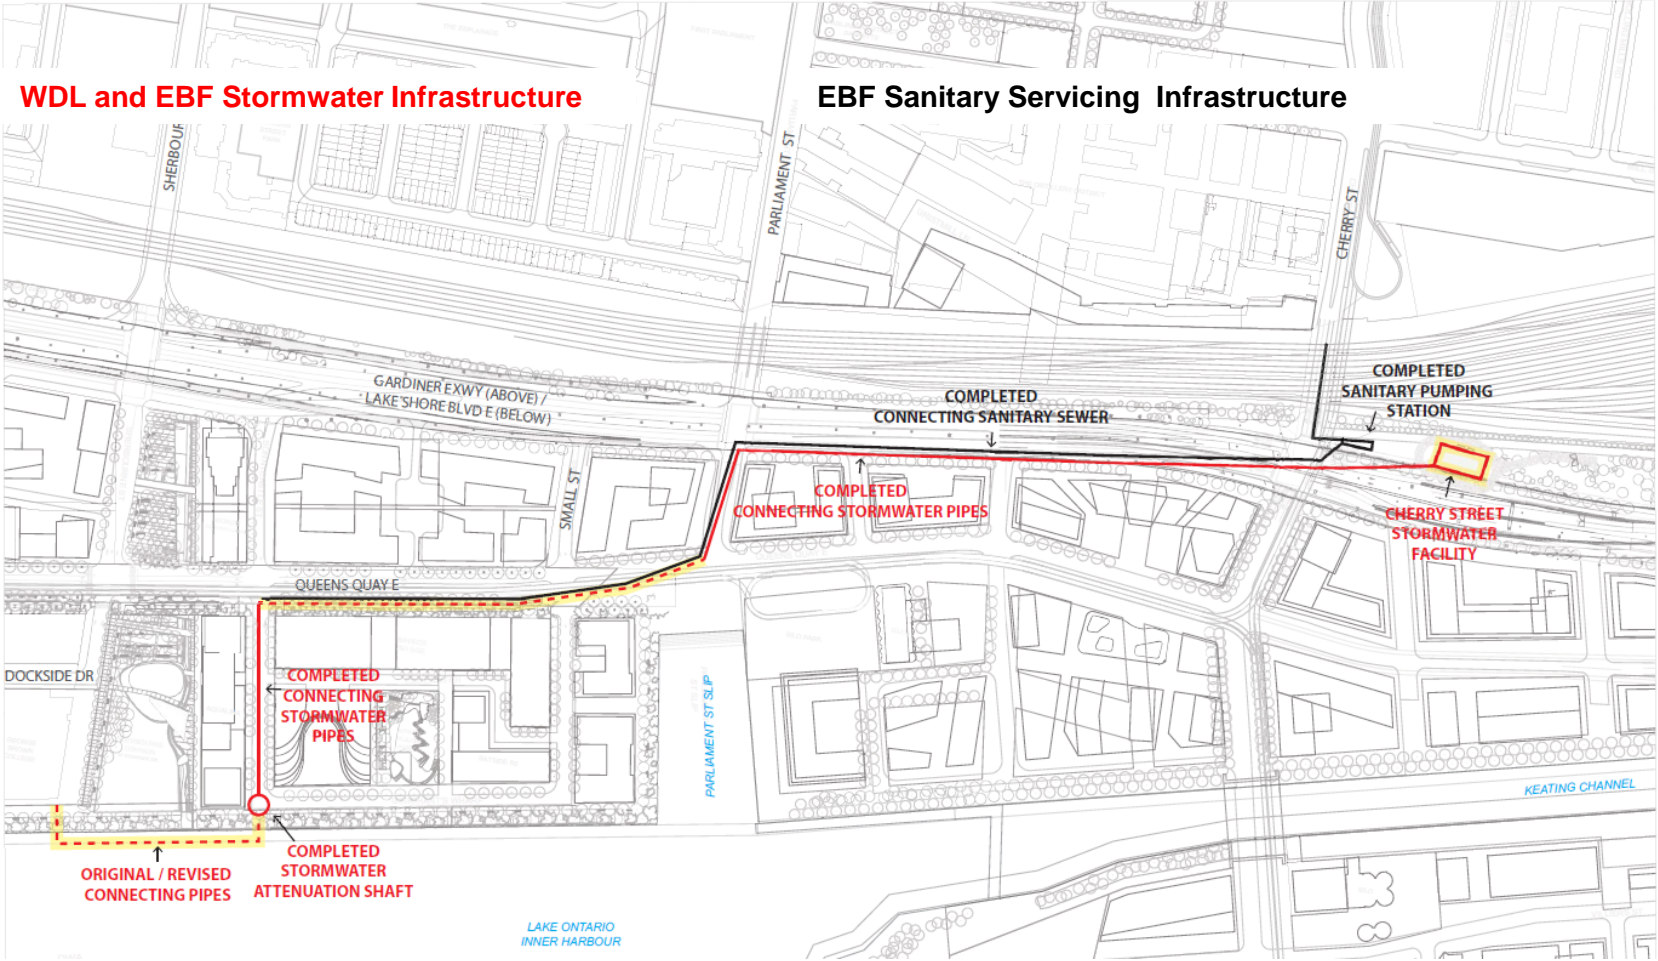 WDL and EBF Stormwater Infrastructure
EBF Sanitary Servicing Infrastructure
SHERBOUR
PARLIAMENT ST
CHERRY ST
GARDINER EXWY (ABOVE) /
LAKE SHORE BLVD E (BELOW)
COMPLETED
CONNECTING SANITARY SEWER
COMPLETED
SANITARY PUMPING
STATION
SMALL ST
COMPLETED
CONNECTING STORMWATER PIPES
CHERRY STREET
STORMWATER
FACILITY
QUEENS QUAY E
DOCKSIDE DR
COMPLETED
CONNECTING
STORMWATER
PIPES
PARLIAMENT ST SLIP
KEATING CHANNEL
ORIGINAL / REVISED
CONNECTING PIPES
COMPLETED
STORMWATER
ATTENUATION SHAFT
LAKE ONTARIO
INNER HARBOUR